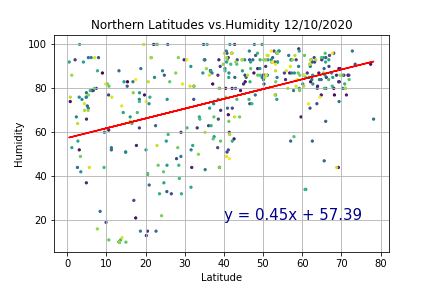 Northern Latitudes vs.Humidity 12/10/2020
100
80
60
40
20
Humidity
y = 0.45x + 57.39
0 10 20 30 40 50 60 70 80
Latitude